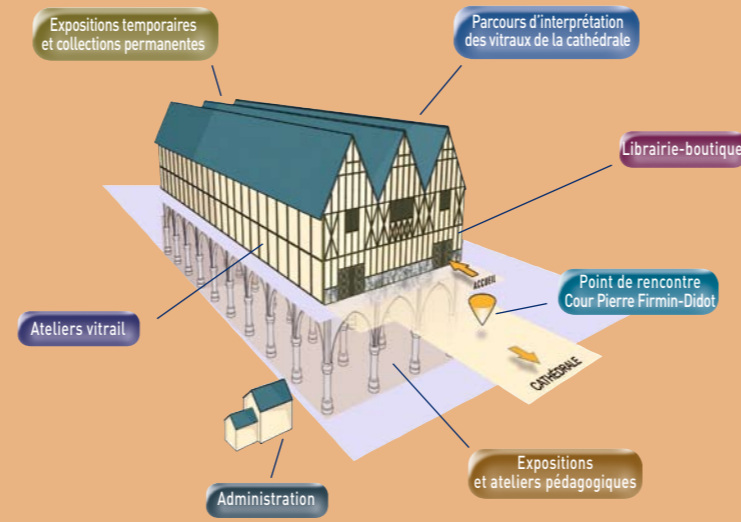 Expositions temporaires
et collections permanentes
Parcours d'interprétation
des vitraux de la cathédrale
Librairie-boutique
ACCUEIL
Point de rencontre
Cour Pierre Firmin-Didot
Ateliers vitrail
CATHÉDRALE
Expositions
et ateliers pédagogiques
Administration